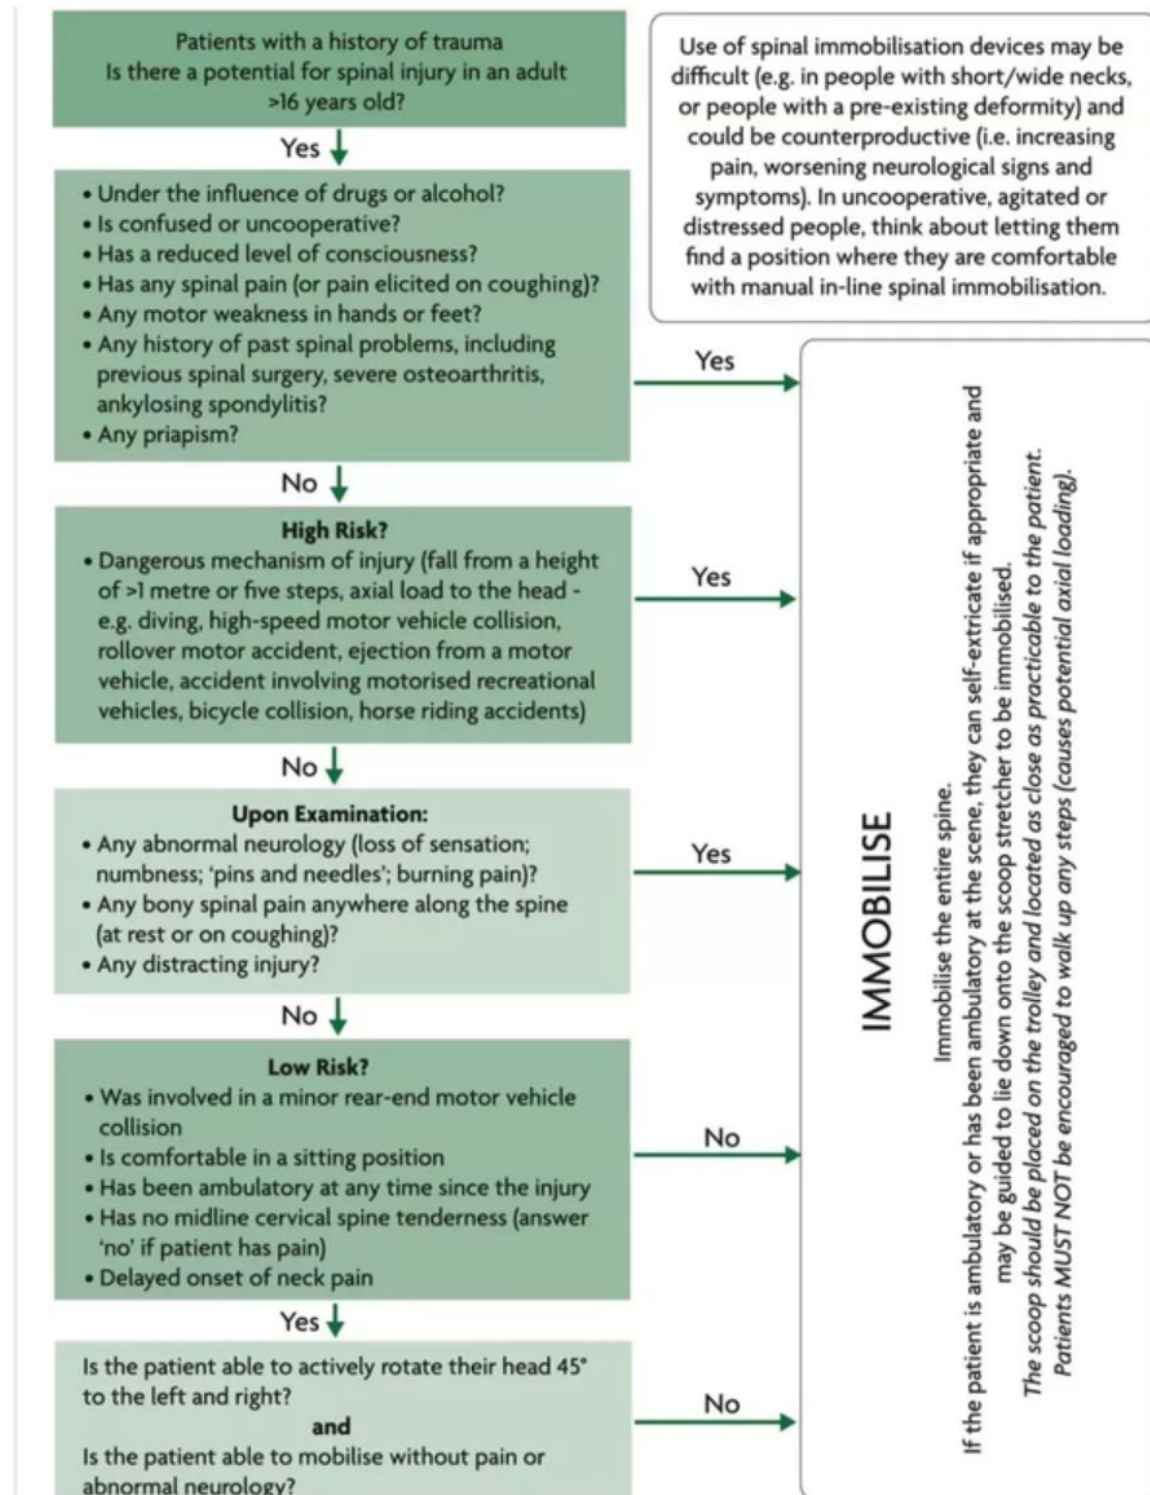 Patients with a history of trauma
Is there a potential for spinal injury in an adult
>16 years old?
Use of spinal immobilisation devices may be
difficult (e.g. in people with short/wide necks,
or people with a pre-existing deformity) and
could be counterproductive (i.e. increasing
pain, worsening neurological signs and
symptoms). In uncooperative, agitated or
distressed people, think about letting them
find a position where they are comfortable
with manual in-line spinal immobilisation.
Yes
• Under the influence of drugs or alcohol?
• Is confused or uncooperative?
• Has a reduced level of consciousness?
• Has any spinal pain (or pain elicited on coughing)?
• Any motor weakness in hands or feet?
• Any history of past spinal problems, including
previous spinal surgery, severe osteoarthritis,
ankylosing spondylitis?
• Any priapism?
Yes
No
High Risk?
• Dangerous mechanism of injury (fall from a height
of >1 metre or five steps, axial load to the head -
e.g. diving, high-speed motor vehicle collision,
rollover motor accident, ejection from a motor
vehicle, accident involving motorised recreational
vehicles, bicycle collision, horse riding accidents)
Yes
No
Upon Examination:
• Any abnormal neurology (loss of sensation;
numbness; 'pins and needles'; burning pain)?
• Any bony spinal pain anywhere along the spine
(at rest or on coughing)?
• Any distracting injury?
Yes
No
Low Risk?
• Was involved in a minor rear-end motor vehicle
collision
• Is comfortable in a sitting position
• Has been ambulatory at any time since the injury
• Has no midline cervical spine tenderness (answer
'no' if patient has pain)
• Delayed onset of neck pain
No
Yes
Is the patient able to actively rotate their head 45°
to the left and right?
and
Is the patient able to mobilise without pain or
abnormal neurology?
No
IMMOBILISE
Immobilise the entire spine.
If the patient is ambulatory or has been ambulatory at the scene, they can self-extricate if appropriate and
may be guided to lie down onto the scoop stretcher to be immobilised.
The scoop should be placed on the trolley and located as close as practicable to the patient.
Patients MUST NOT be encouraged to walk up any steps (causes potential axial loading).